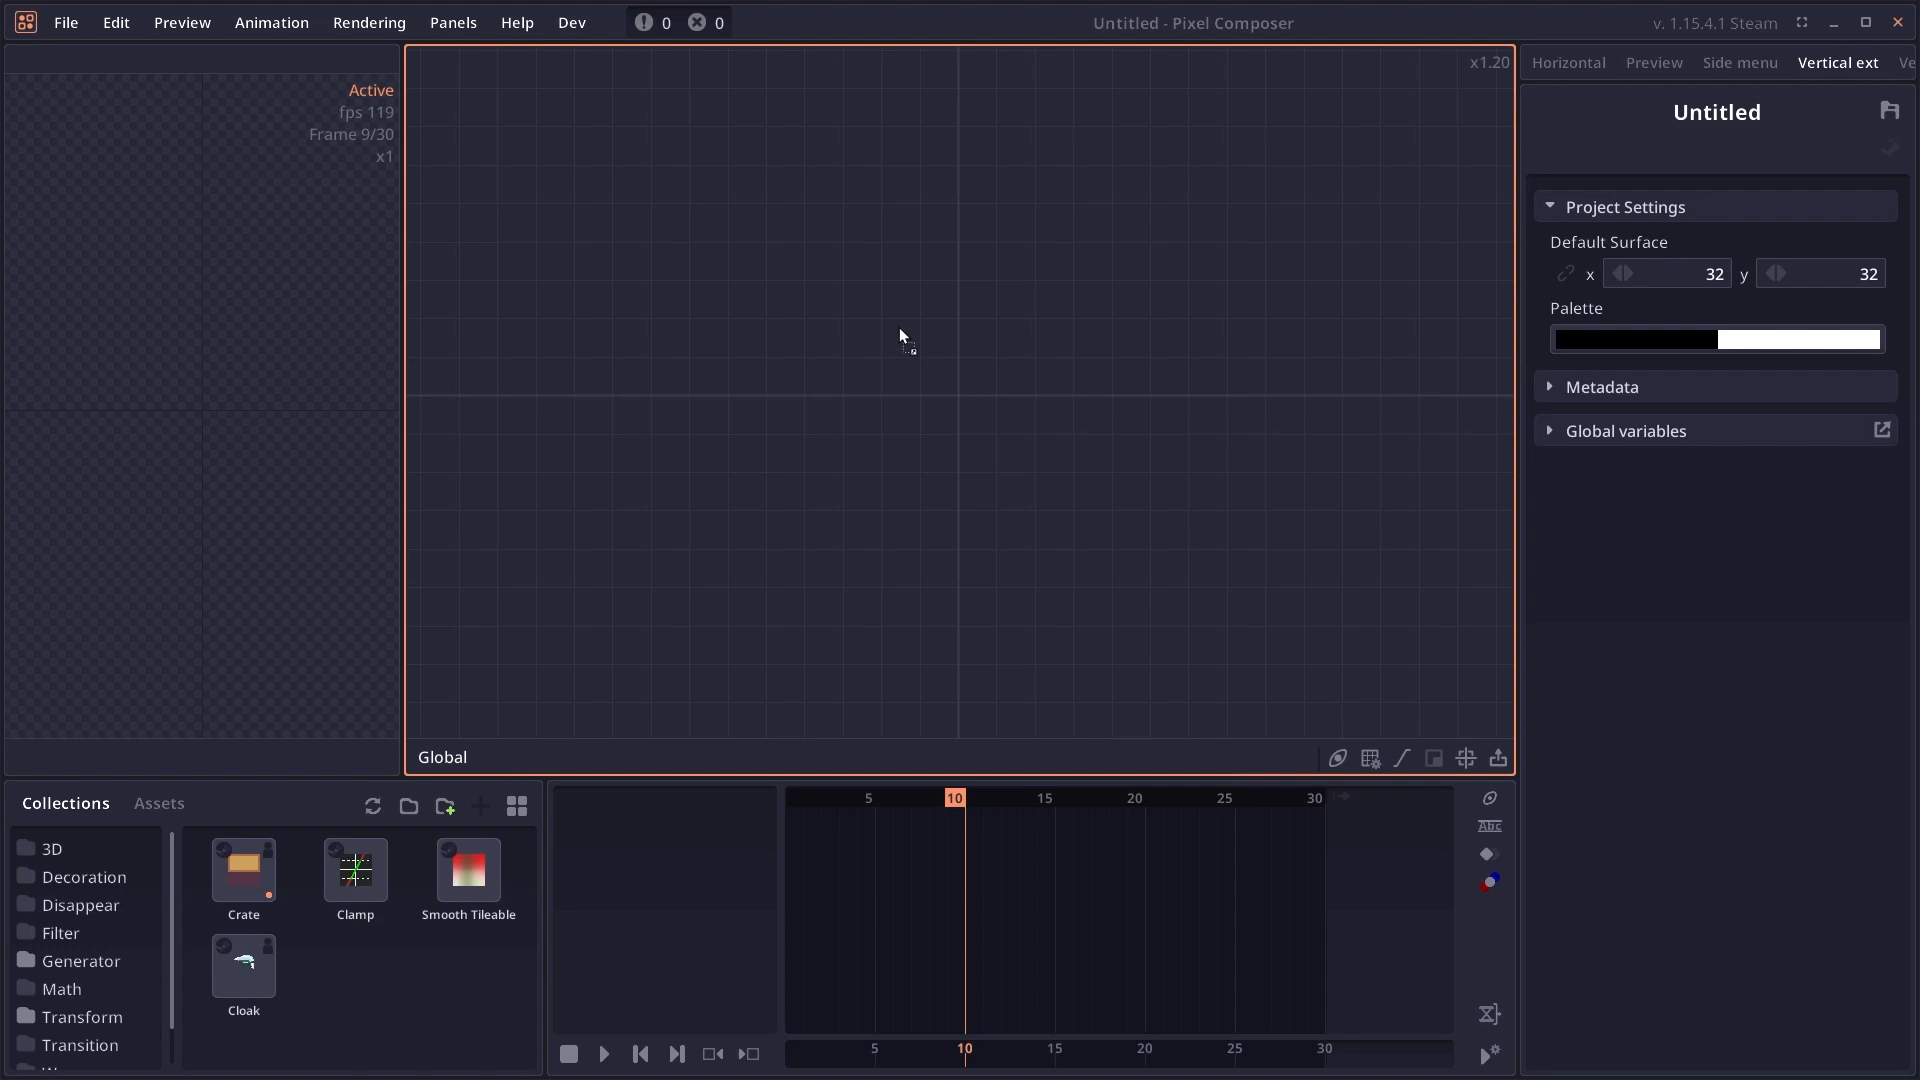 File Edit Preview Animation Rendering Panels Help Dev 0 0 Untitled - Pixel Composer v. 1.15.4.1 Steam
Active
fps 119
Frame 9/30
x1
x1.20
Global
Horizontal Preview Side menu Vertical ext Ve
Untitled
Project Settings
Default Surface
x 32 y 32
Palette
Metadata
Global variables
Collections Assets
3D
Decoration
Disappear
Filter
Generator
Math
Transform
Transition
Crate Clamp Smooth Tileable
Cloak
5 10 15 20 25 30
Abc
5 10 15 20 25 30